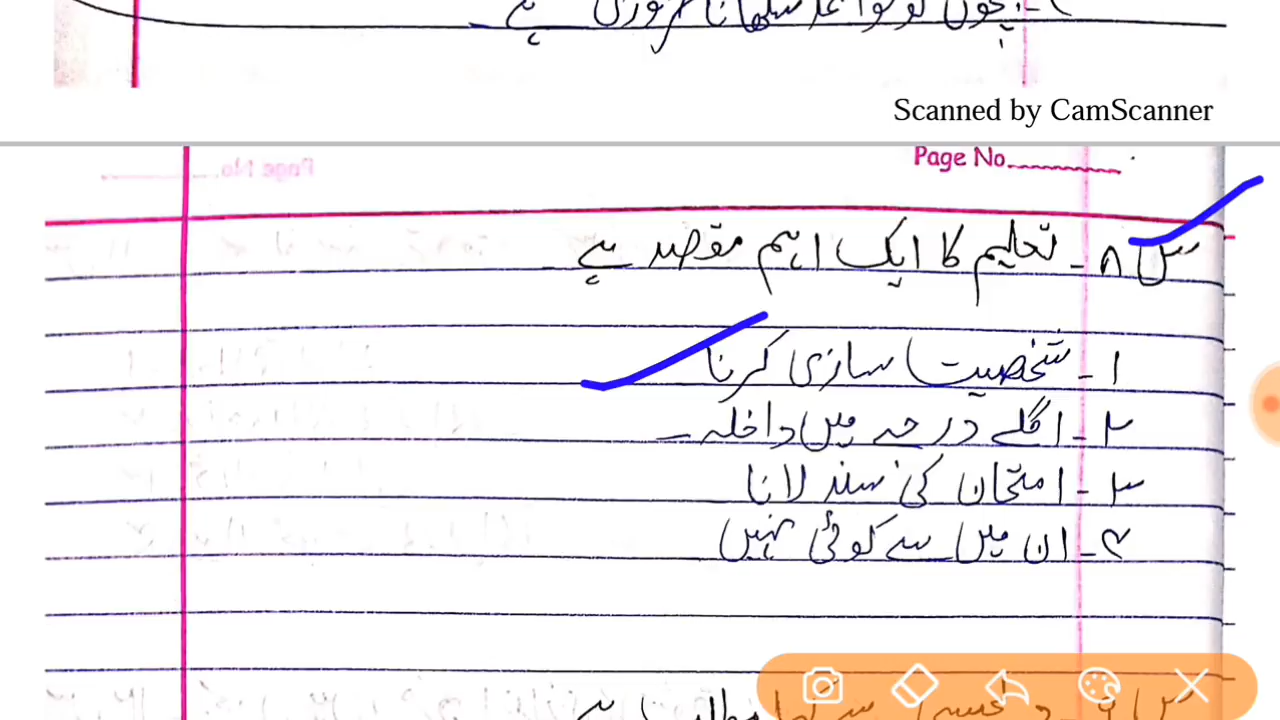 Scanned by CamScanner
Page No.
س ۸۔ تعلیم کا ایک اہم مقصد ہے
۱۔ شخصیت سازی کرنا
۲۔ اگلے درجے میں داخلہ۔
۳۔ امتحان کی سند لانا
۴۔ ان میں سے کوئی نہیں